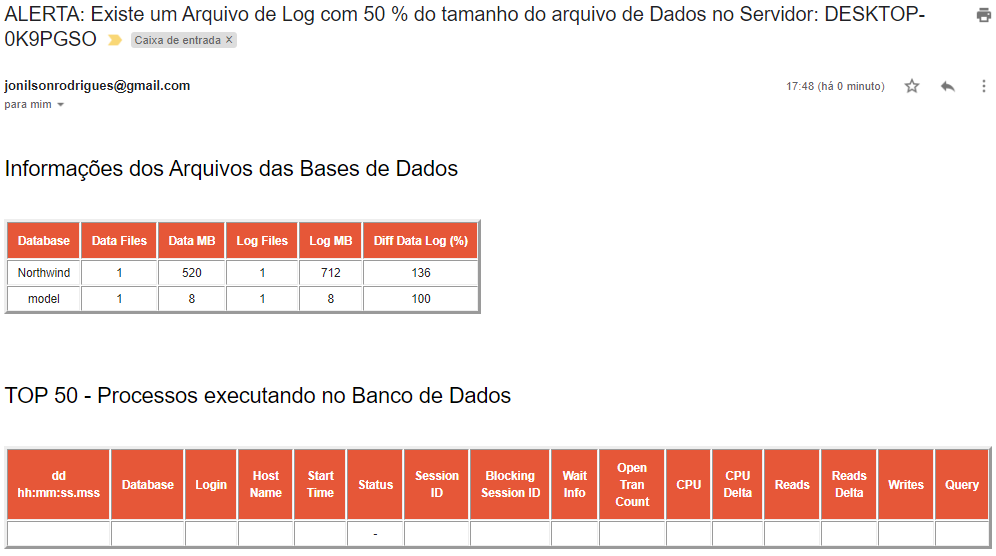 ALERTA: Existe um Arquivo de Log com 50 % do tamanho do arquivo de Dados no Servidor: DESKTOP-
0K9PGSO Caixa de entrada ×
jonilsonrodrigues@gmail.com 17:48 (há 0 minuto)
para mim
Informações dos Arquivos das Bases de Dados
Database Data Files Data MB Log Files Log MB Diff Data Log (%)
Northwind 1 520 1 712 136
model 1 8 1 8 100
TOP 50 - Processos executando no Banco de Dados
dd hh:mm:ss.mss Database Login Host Name Start Time Status Session ID Blocking Session ID Wait Info Open Tran Count CPU CPU Delta Reads Reads Delta Writes Query
-